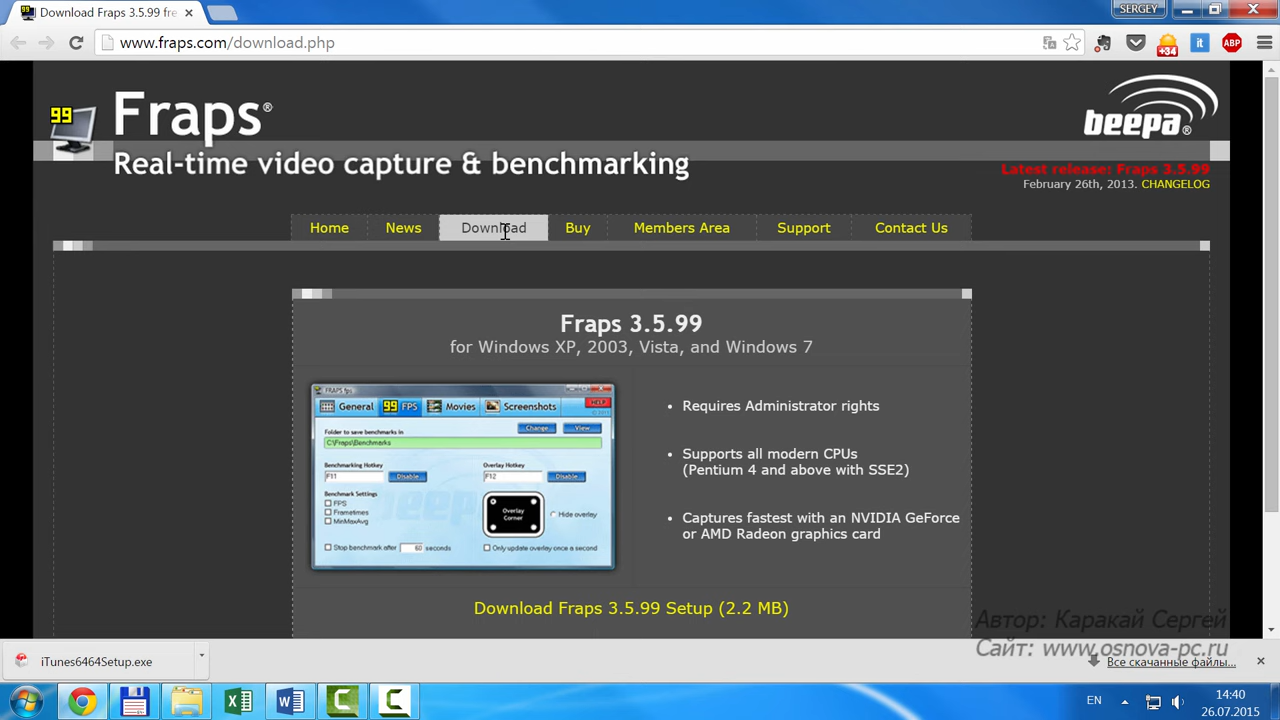 Download Fraps 3.5.99 fre
SERGEY
www.fraps.com/download.php
+34
it
ABP
99
Fraps®
Real-time video capture & benchmarking
beepa®
Latest release: Fraps 3.5.99
February 26th, 2013. CHANGELOG
Home News Download Buy Members Area Support Contact Us
Fraps 3.5.99
for Windows XP, 2003, Vista, and Windows 7
FRAPS fps
General 99 FPS Movies Screenshots HELP
Folder to save benchmarks in Change View
C:\Fraps\Benchmarks
Benchmarking Hotkey Overlay Hotkey
F11 Disable F12 Disable
Benchmark Settings
FPS
Frametimes
MinMaxAvg
Overlay Corner
Hide overlay
Stop benchmark after 60 seconds Only update overlay once a second
• Requires Administrator rights
• Supports all modern CPUs
(Pentium 4 and above with SSE2)
• Captures fastest with an NVIDIA GeForce
or AMD Radeon graphics card
Download Fraps 3.5.99 Setup (2.2 MB)
Автор: Каракай Сергей
Сайт: www.osnova-pc.ru
iTunes6464Setup.exe
Все скачанные файлы...
EN
14:40
26.07.2015